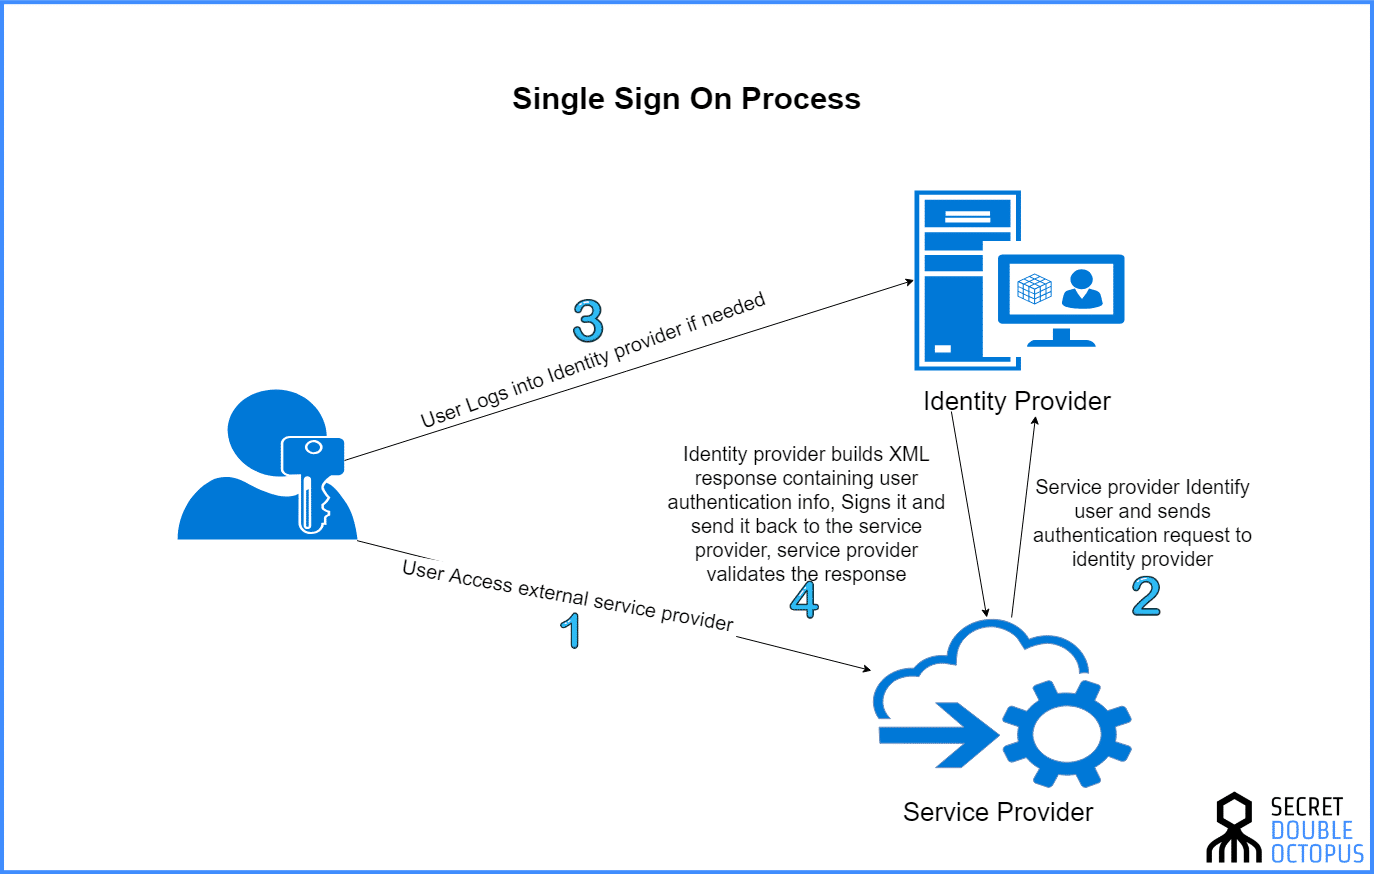 Single Sign On Process
3
User Logs into Identity provider if needed
Identity Provider
Identity provider builds XML
response containing user
authentication info, Signs it and
send it back to the service
provider, service provider
validates the response
4
Service provider Identify
user and sends
authentication request to
identity provider
2
User Access external service provider
1
Service Provider
SECRET
DOUBLE
OCTOPUS